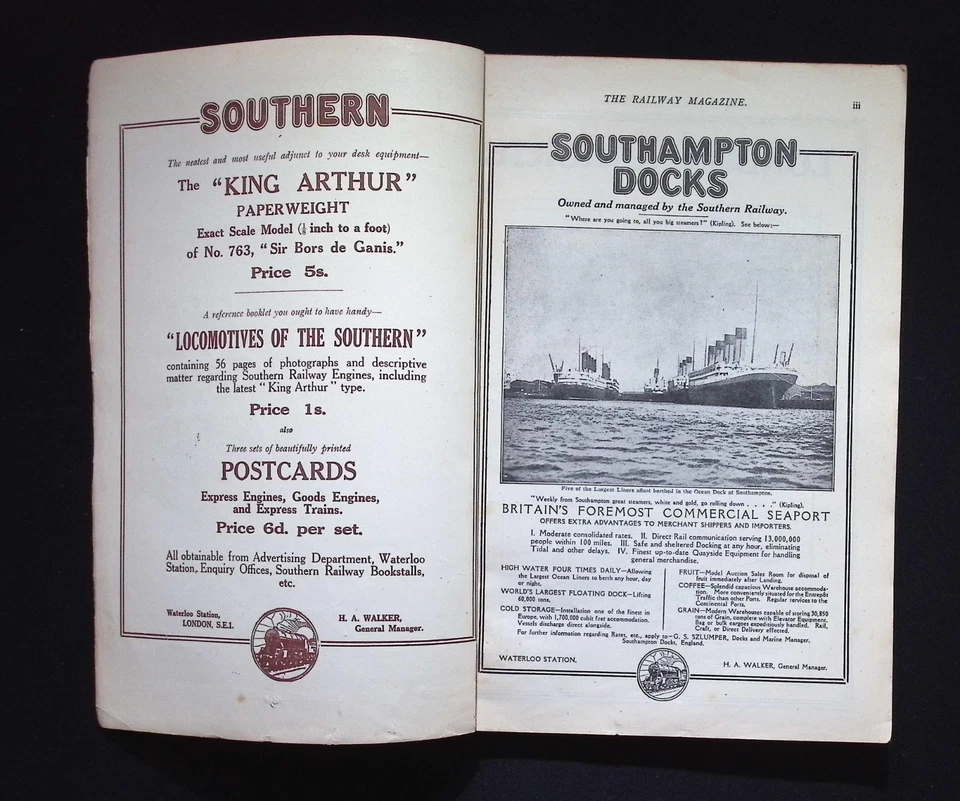 SOUTHERN
The neatest and most useful adjunct to your desk equipment—
The "KING ARTHUR"
PAPERWEIGHT
Exact Scale Model (⅛ inch to a foot)
of No. 763, "Sir Bors de Ganis."
Price 5s.
A reference booklet you ought to have handy—
"LOCOMOTIVES OF THE SOUTHERN"
containing 56 pages of photographs and descriptive
matter regarding Southern Railway Engines, including
the latest "King Arthur" type.
Price 1s.
also
Three sets of beautifully printed
POSTCARDS
Express Engines, Goods Engines,
and Express Trains.
Price 6d. per set.
All obtainable from Advertising Department, Waterloo
Station, Enquiry Offices, Southern Railway Bookstalls,
etc.
Waterloo Station,
LONDON, S.E.1.
H. A. WALKER,
General Manager.
THE RAILWAY MAGAZINE.
iii
SOUTHAMPTON
DOCKS
Owned and managed by the Southern Railway.
"Where are you going to, all you big steamers?" (Kipling). See below:—
Five of the Largest Liners afloat berthed in the Ocean Dock at Southampton.
"Weekly from Southampton great steamers, white and gold, go rolling down . . . ." (Kipling).
BRITAIN'S FOREMOST COMMERCIAL SEAPORT
OFFERS EXTRA ADVANTAGES TO MERCHANT SHIPPERS AND IMPORTERS.
I. Moderate consolidated rates. II. Direct Rail communication serving 13,000,000
people within 100 miles. III. Safe and sheltered Docking at any hour, eliminating
Tidal and other delays. IV. Finest up-to-date Quayside Equipment for handling
general merchandise.
HIGH WATER FOUR TIMES DAILY—Allowing
the Largest Ocean Liners to berth any hour, day
or night.
WORLD'S LARGEST FLOATING DOCK—Lifting
60,000 tons.
COLD STORAGE—Installation one of the finest in
Europe, with 1,700,000 cubic feet accommodation.
Vessels discharge direct alongside.
FRUIT—Model Auction Sales Room for disposal of
fruit immediately after Landing.
COFFEE—Splendid capacious Warehouse accommoda-
tion. More conveniently situated for the Entrepôt
Traffic than other Ports. Regular services to the
Continental Ports.
GRAIN—Modern Warehouses capable of storing 30,850
tons of Grain, complete with Elevator Equipment.
Bag or bulk cargoes expeditiously handled. Rail,
Craft, or Direct Delivery effected.
For further information regarding Rates, etc., apply to—G. S. SZLUMPER, Docks and Marine Manager,
Southampton Docks, England.
WATERLOO STATION.
H. A. WALKER, General Manager.